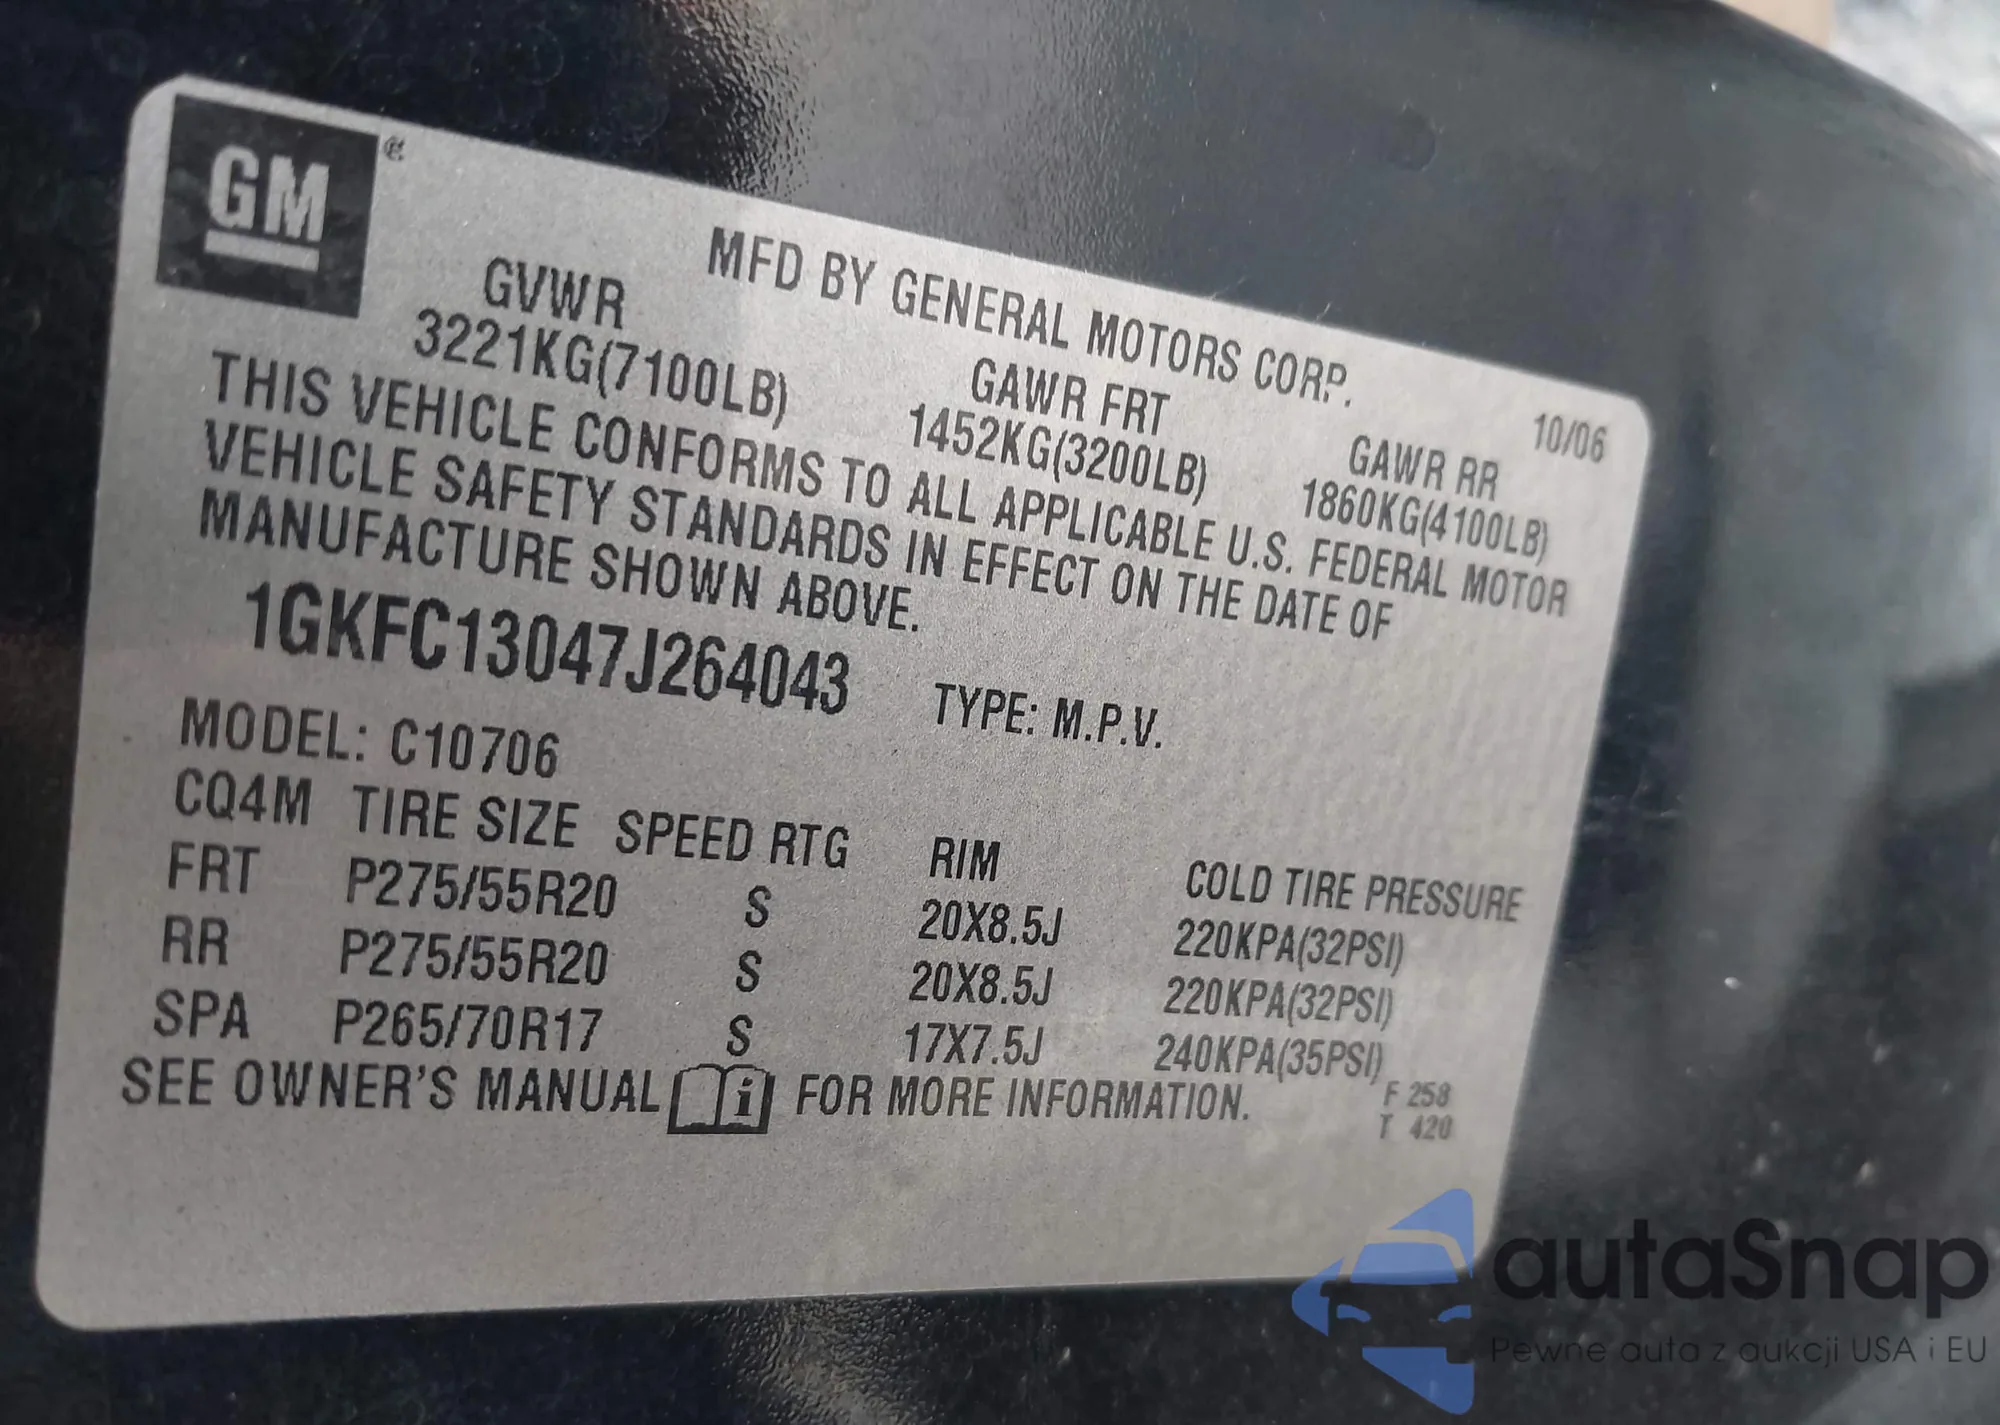 GM®
MFD BY GENERAL MOTORS CORP.
10/06
GVWR GAWR FRT GAWR RR
3221KG(7100LB) 1452KG(3200LB) 1860KG(4100LB)
THIS VEHICLE CONFORMS TO ALL APPLICABLE U.S. FEDERAL MOTOR
VEHICLE SAFETY STANDARDS IN EFFECT ON THE DATE OF
MANUFACTURE SHOWN ABOVE.
1GKFC13047J264043 TYPE: M.P.V.
MODEL: C10706
CQ4M TIRE SIZE SPEED RTG RIM COLD TIRE PRESSURE
FRT P275/55R20 S 20X8.5J 220KPA(32PSI)
RR P275/55R20 S 20X8.5J 220KPA(32PSI)
SPA P265/70R17 S 17X7.5J 240KPA(35PSI)
SEE OWNER'S MANUAL i FOR MORE INFORMATION.
F 258
T 420
autaSnap
Pewne auta z aukcji USA i EU